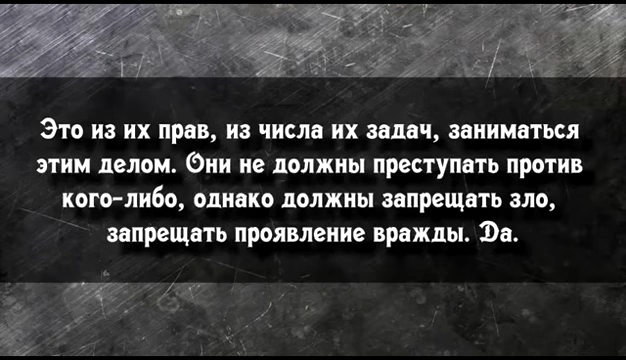 Это из их прав, из числа их задач, заниматься
этим делом. Они не должны преступать против
кого-либо, однако должны запрещать зло,
запрещать проявление вражды. Да.